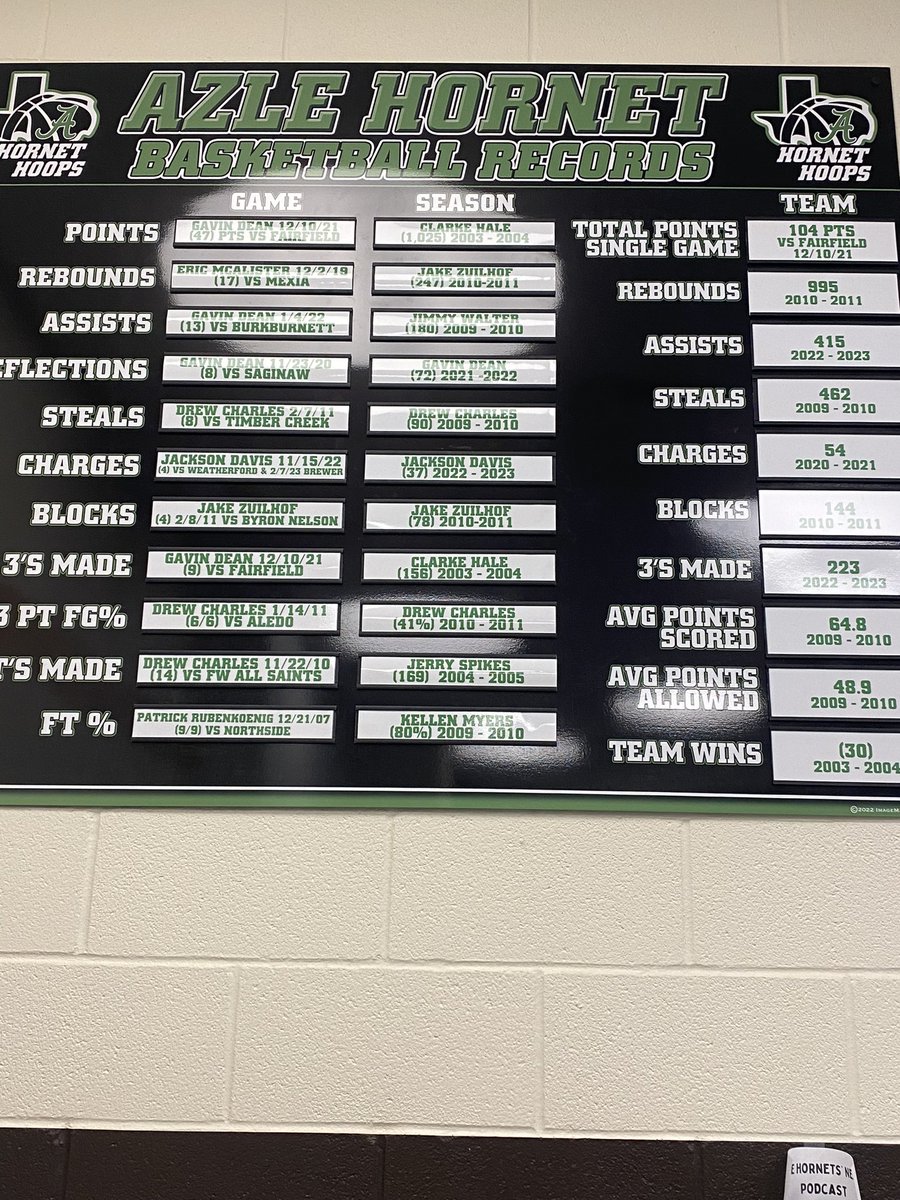 AZLE HORNET
BASKETBALL RECORDS
A
HORNET
HOOPS
A
HORNET
HOOPS
GAME SEASON TEAM
POINTS
GAVIN DEAN 12/10/21
(47) PTS VS FAIRFIELD
CLARKE HALE
(1,025) 2003 - 2004
REBOUNDS
ERIC MCALISTER 12/2/19
(17) VS MEXIA
JAKE ZUILHOF
(247) 2010-2011
ASSISTS
GAVIN DEAN 1/4/22
(13) VS BURKBURNETT
JIMMY WALTER
(180) 2009 - 2010
EFLECTIONS
GAVIN DEAN 11/23/20
(8) VS SAGINAW
GAVIN DEAN
(72) 2021 -2022
STEALS
DREW CHARLES 2/7/11
(8) VS TIMBER CREEK
DREW CHARLES
(90) 2009 - 2010
CHARGES
JACKSON DAVIS 11/15/22
(4) VS WEATHERFORD & 2/7/23 BREWER
JACKSON DAVIS
(37) 2022 - 2023
BLOCKS
JAKE ZUILHOF
(4) 2/8/11 VS BYRON NELSON
JAKE ZUILHOF
(78) 2010-2011
3'S MADE
GAVIN DEAN 12/10/21
(9) VS FAIRFIELD
CLARKE HALE
(156) 2003 - 2004
3 PT FG%
DREW CHARLES 1/14/11
(6/6) VS ALEDO
DREW CHARLES
(41%) 2010 - 2011
T'S MADE
DREW CHARLES 11/22/10
(14) VS FW ALL SAINTS
JERRY SPIKES
(169) 2004 - 2005
FT %
PATRICK RUBENKOENIG 12/21/07
(9/9) VS NORTHSIDE
KELLEN MYERS
(80%) 2009 - 2010
TOTAL POINTS
SINGLE GAME
104 PTS
VS FAIRFIELD
12/10/21
REBOUNDS
995
2010 - 2011
ASSISTS
415
2022 - 2023
STEALS
462
2009 - 2010
CHARGES
54
2020 - 2021
BLOCKS
144
2010 - 2011
3'S MADE
223
2022 - 2023
AVG POINTS
SCORED
64.8
2009 - 2010
AVG POINTS
ALLOWED
48.9
2009 - 2010
TEAM WINS
(30)
2003 - 2004
©2022 IMAGEM
E HORNETS' NE
PODCAST